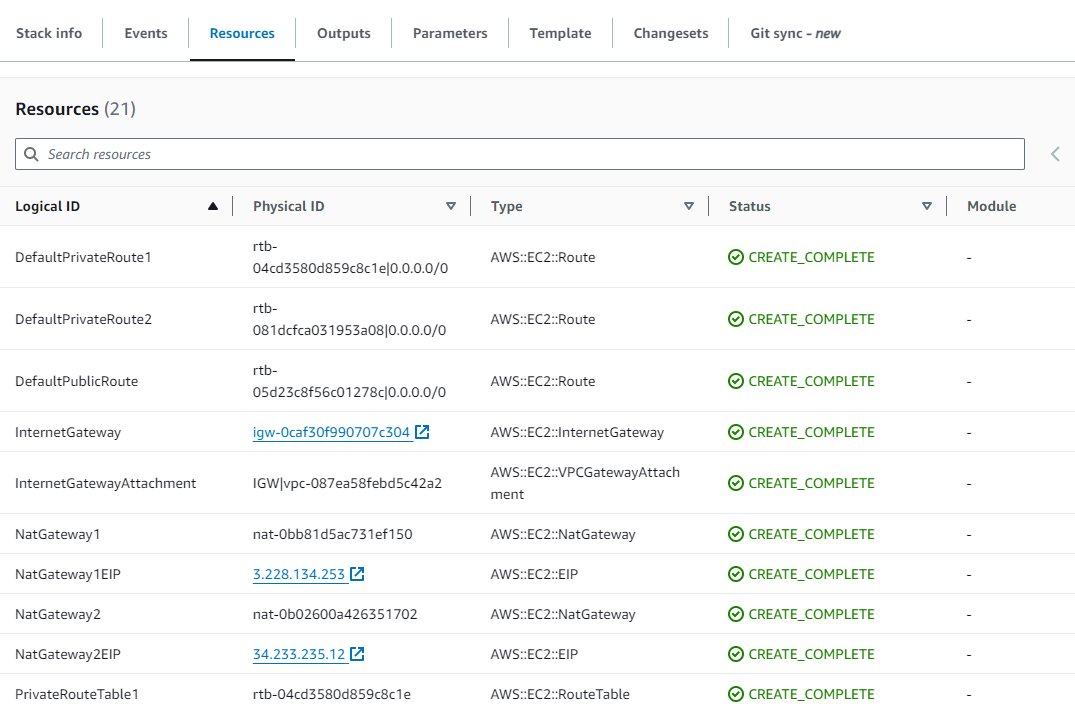 Stack info Events Resources Outputs Parameters Template Changesets Git sync - new
Resources (21)
Search resources
Logical ID Physical ID Type Status Module
DefaultPrivateRoute1 rtb-04cd3580d859c8c1e|0.0.0.0/0 AWS::EC2::Route CREATE_COMPLETE -
DefaultPrivateRoute2 rtb-081dcfca031953a08|0.0.0.0/0 AWS::EC2::Route CREATE_COMPLETE -
DefaultPublicRoute rtb-05d23c8f56c01278c|0.0.0.0/0 AWS::EC2::Route CREATE_COMPLETE -
InternetGateway igw-0caf30f990707c304 AWS::EC2::InternetGateway CREATE_COMPLETE -
InternetGatewayAttachment IGW|vpc-087ea58febd5c42a2 AWS::EC2::VPCGatewayAttachment CREATE_COMPLETE -
NatGateway1 nat-0bb81d5ac731ef150 AWS::EC2::NatGateway CREATE_COMPLETE -
NatGateway1EIP 3.228.134.253 AWS::EC2::EIP CREATE_COMPLETE -
NatGateway2 nat-0b02600a426351702 AWS::EC2::NatGateway CREATE_COMPLETE -
NatGateway2EIP 34.233.235.12 AWS::EC2::EIP CREATE_COMPLETE -
PrivateRouteTable1 rtb-04cd3580d859c8c1e AWS::EC2::RouteTable CREATE_COMPLETE -